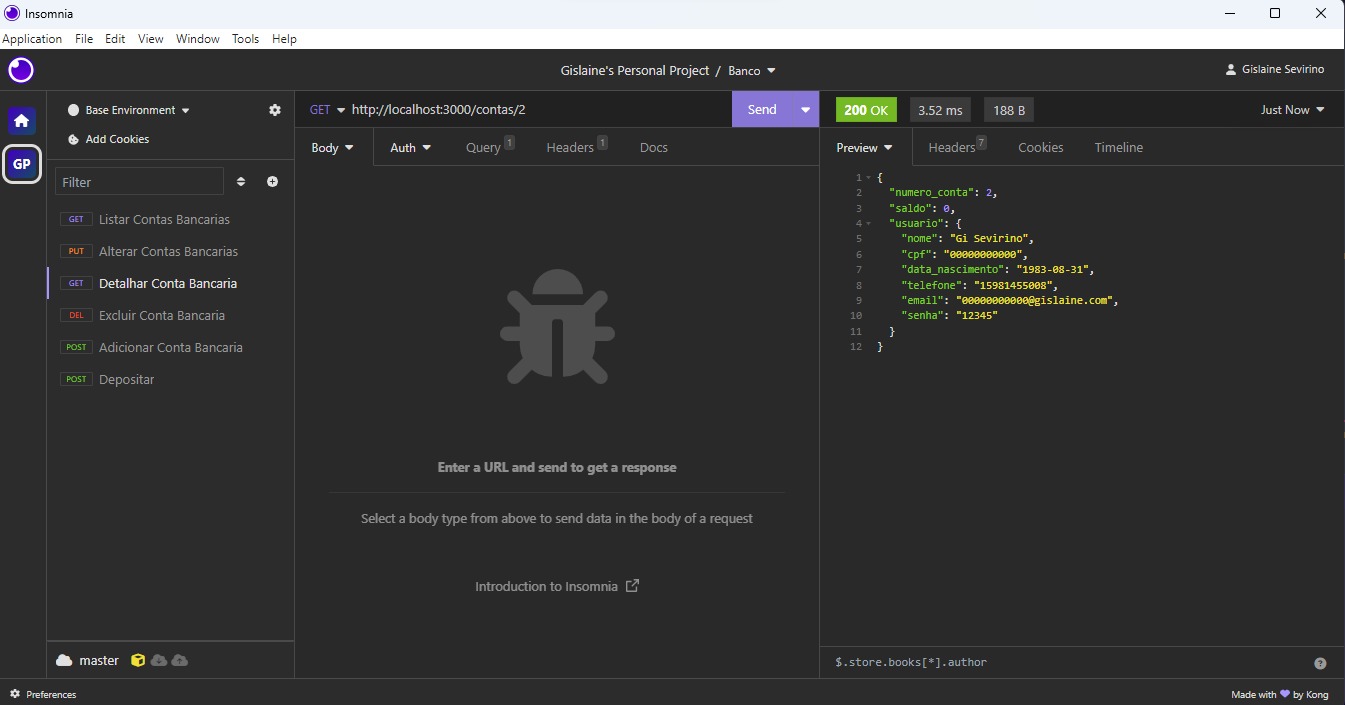 Insomnia
Application File Edit View Window Tools Help
Gislaine's Personal Project / Banco
Gislaine Sevirino
GP
Base Environment
Add Cookies
Filter
GET Listar Contas Bancarias
PUT Alterar Contas Bancarias
GET Detalhar Conta Bancaria
DEL Excluir Conta Bancaria
POST Adicionar Conta Bancaria
POST Depositar
master
GET http://localhost:3000/contas/2 Send
Body Auth Query 1 Headers 1 Docs
Enter a URL and send to get a response
Select a body type from above to send data in the body of a request
Introduction to Insomnia
200 OK 3.52 ms 188 B Just Now
Preview Headers 7 Cookies Timeline
1 {
2 "numero_conta": 2,
3 "saldo": 0,
4 "usuario": {
5 "nome": "Gi Sevirino",
6 "cpf": "00000000000",
7 "data_nascimento": "1983-08-31",
8 "telefone": "15981455008",
9 "email": "00000000000@gislaine.com",
10 "senha": "12345"
11 }
12 }
$.store.books[*].author
Preferences
Made with 💜 by Kong